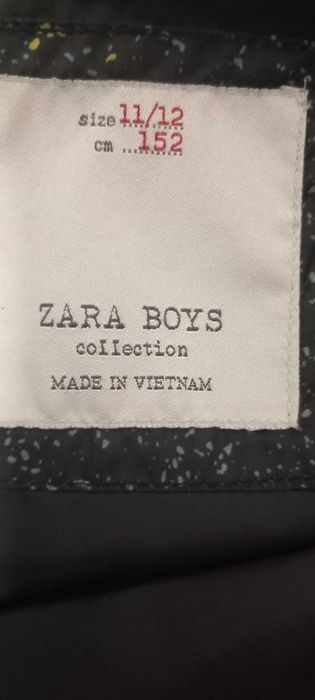 size 11/12
cm ...152
ZARA BOYS
collection
MADE IN VIETNAM